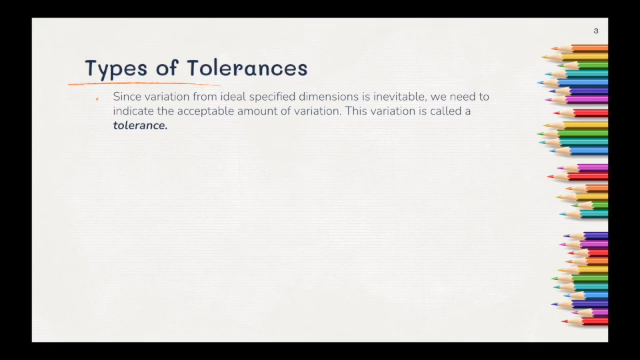 3
Types of Tolerances
Since variation from ideal specified dimensions is inevitable, we need to
indicate the acceptable amount of variation. This variation is called a
tolerance.